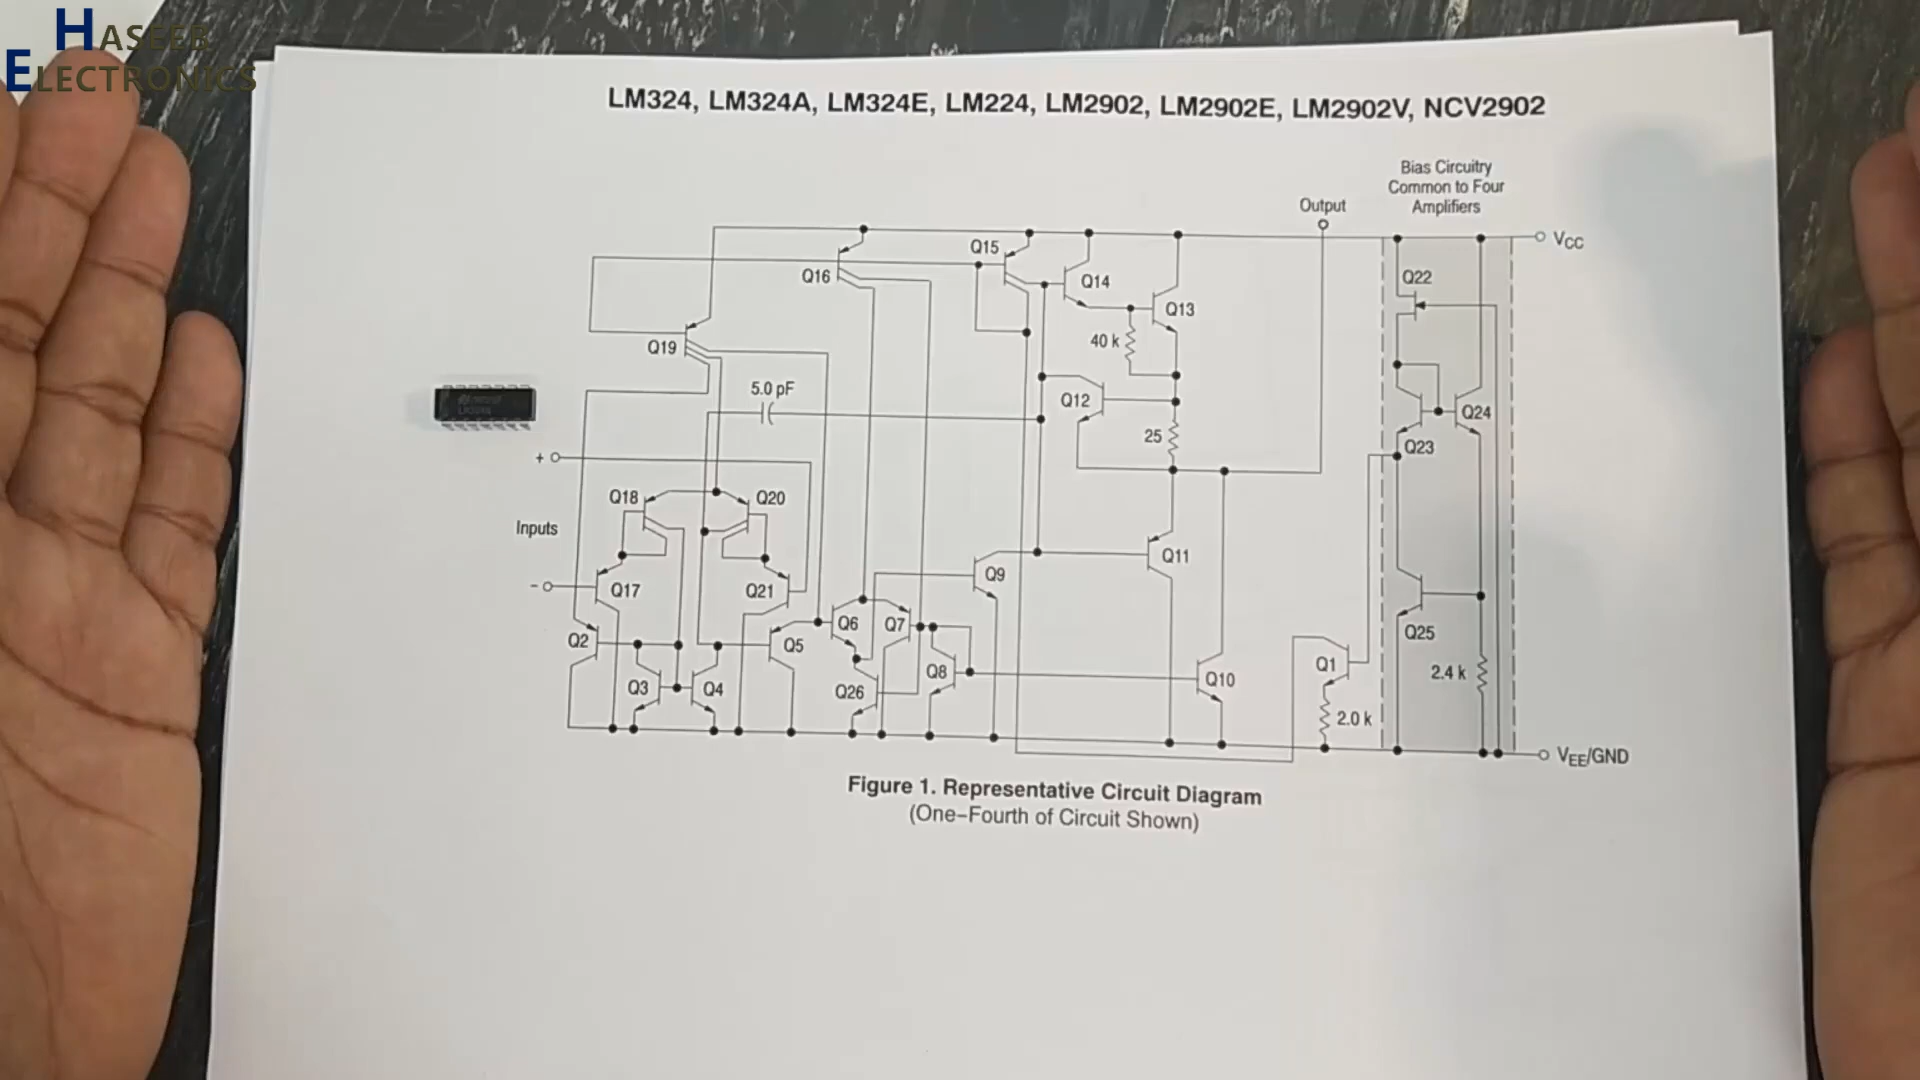 HASEEB
ELECTRONICS
LM324, LM324A, LM324E, LM224, LM2902, LM2902E, LM2902V, NCV2902
Bias Circuitry
Common to Four
Amplifiers
Output
VCC
Q15
Q16
Q14
Q22
Q13
40 k
Q19
5.0 pF
Q12
Q24
25
Q23
+
Q18
Q20
Inputs
Q11
Q9
-
Q17
Q21
Q6
Q7
Q25
Q2
Q5
Q8
Q1
2.4 k
Q3
Q4
Q26
Q10
2.0 k
VEE/GND
Figure 1. Representative Circuit Diagram
(One–Fourth of Circuit Shown)